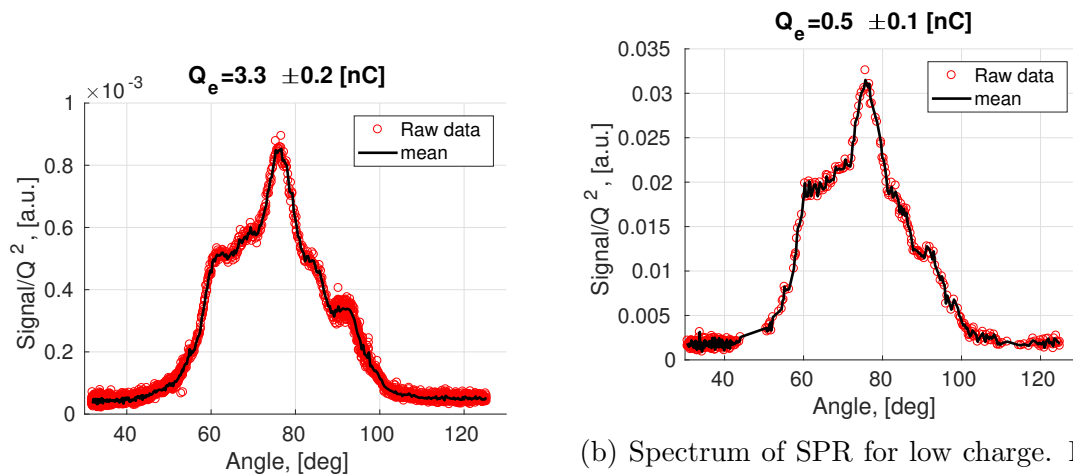 Q_e=3.3 ±0.2 [nC]
×10^-3
1
0.8
0.6
0.4
0.2
0
Signal/Q^2 , [a.u.]
Raw data
mean
40 60 80 100 120
Angle, [deg]
Q_e=0.5 ±0.1 [nC]
0.035
0.03
0.025
0.02
0.015
0.01
0.005
0
Signal/Q^2 , [a.u.]
Raw data
mean
40 60 80 100 120
Angle, [deg]
(b) Spectrum of SPR for low charge.